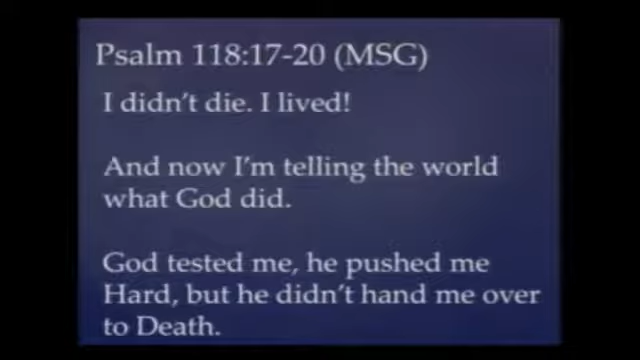 Psalm 118:17-20 (MSG)
I didn't die. I lived!
And now I'm telling the world
what God did.
God tested me, he pushed me
Hard, but he didn't hand me over
to Death.